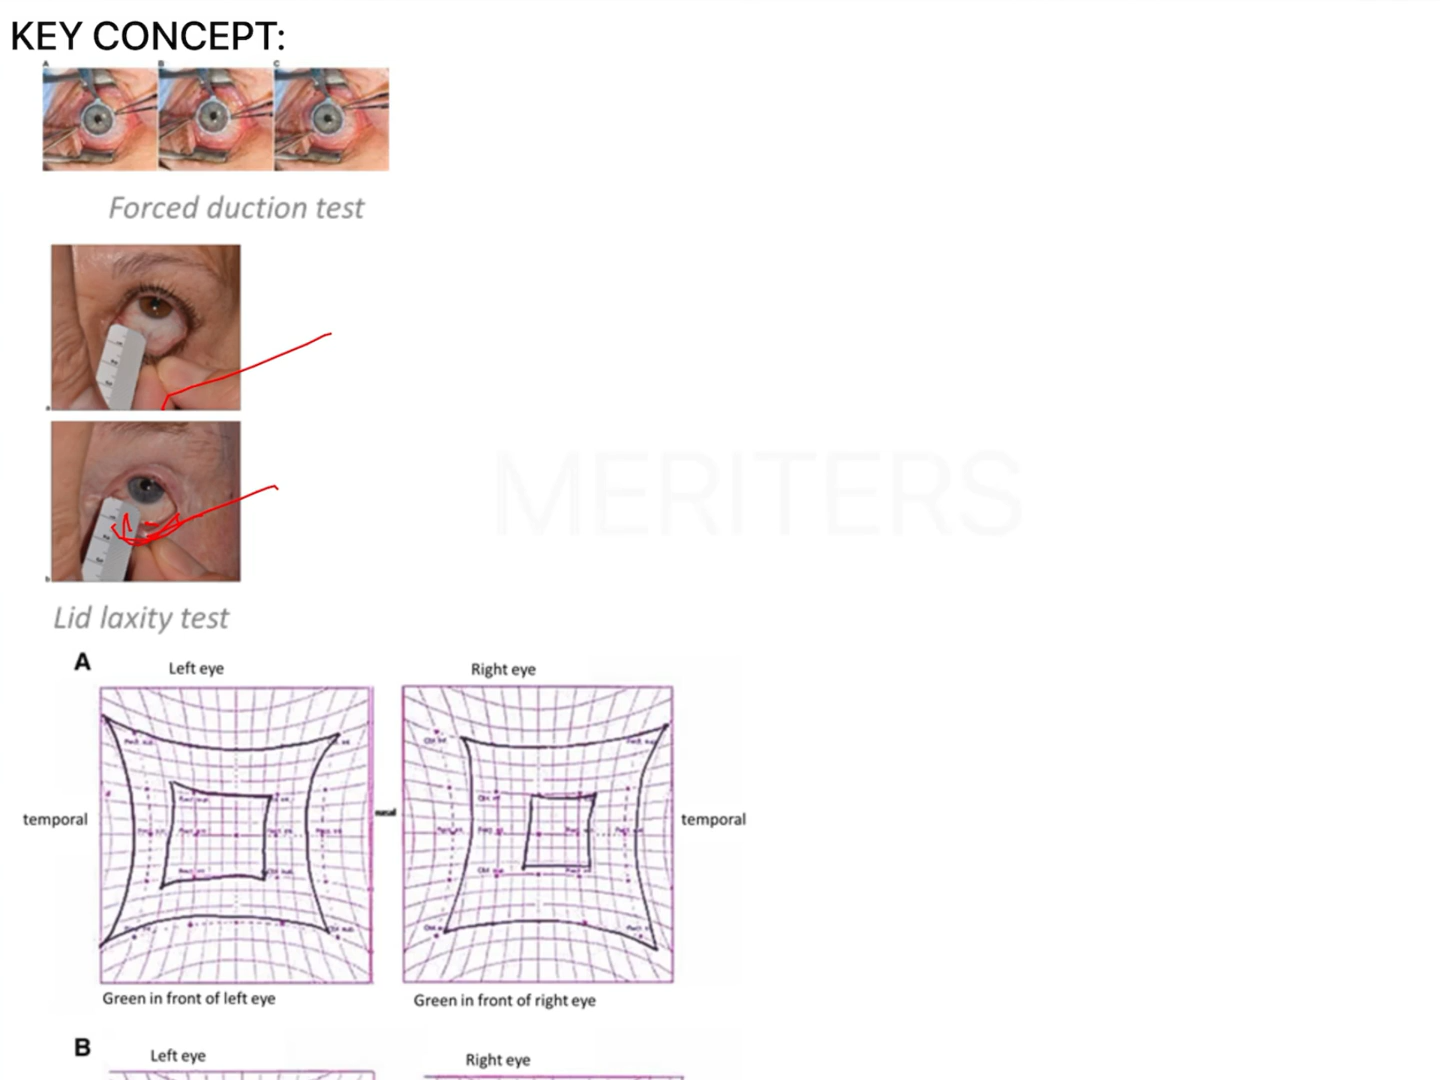 KEY CONCEPT:
A B C
Forced duction test
a
b
Lid laxity test
MERITERS
A
Left eye Right eye
temporal nasal temporal
Green in front of left eye Green in front of right eye
B
Left eye Right eye